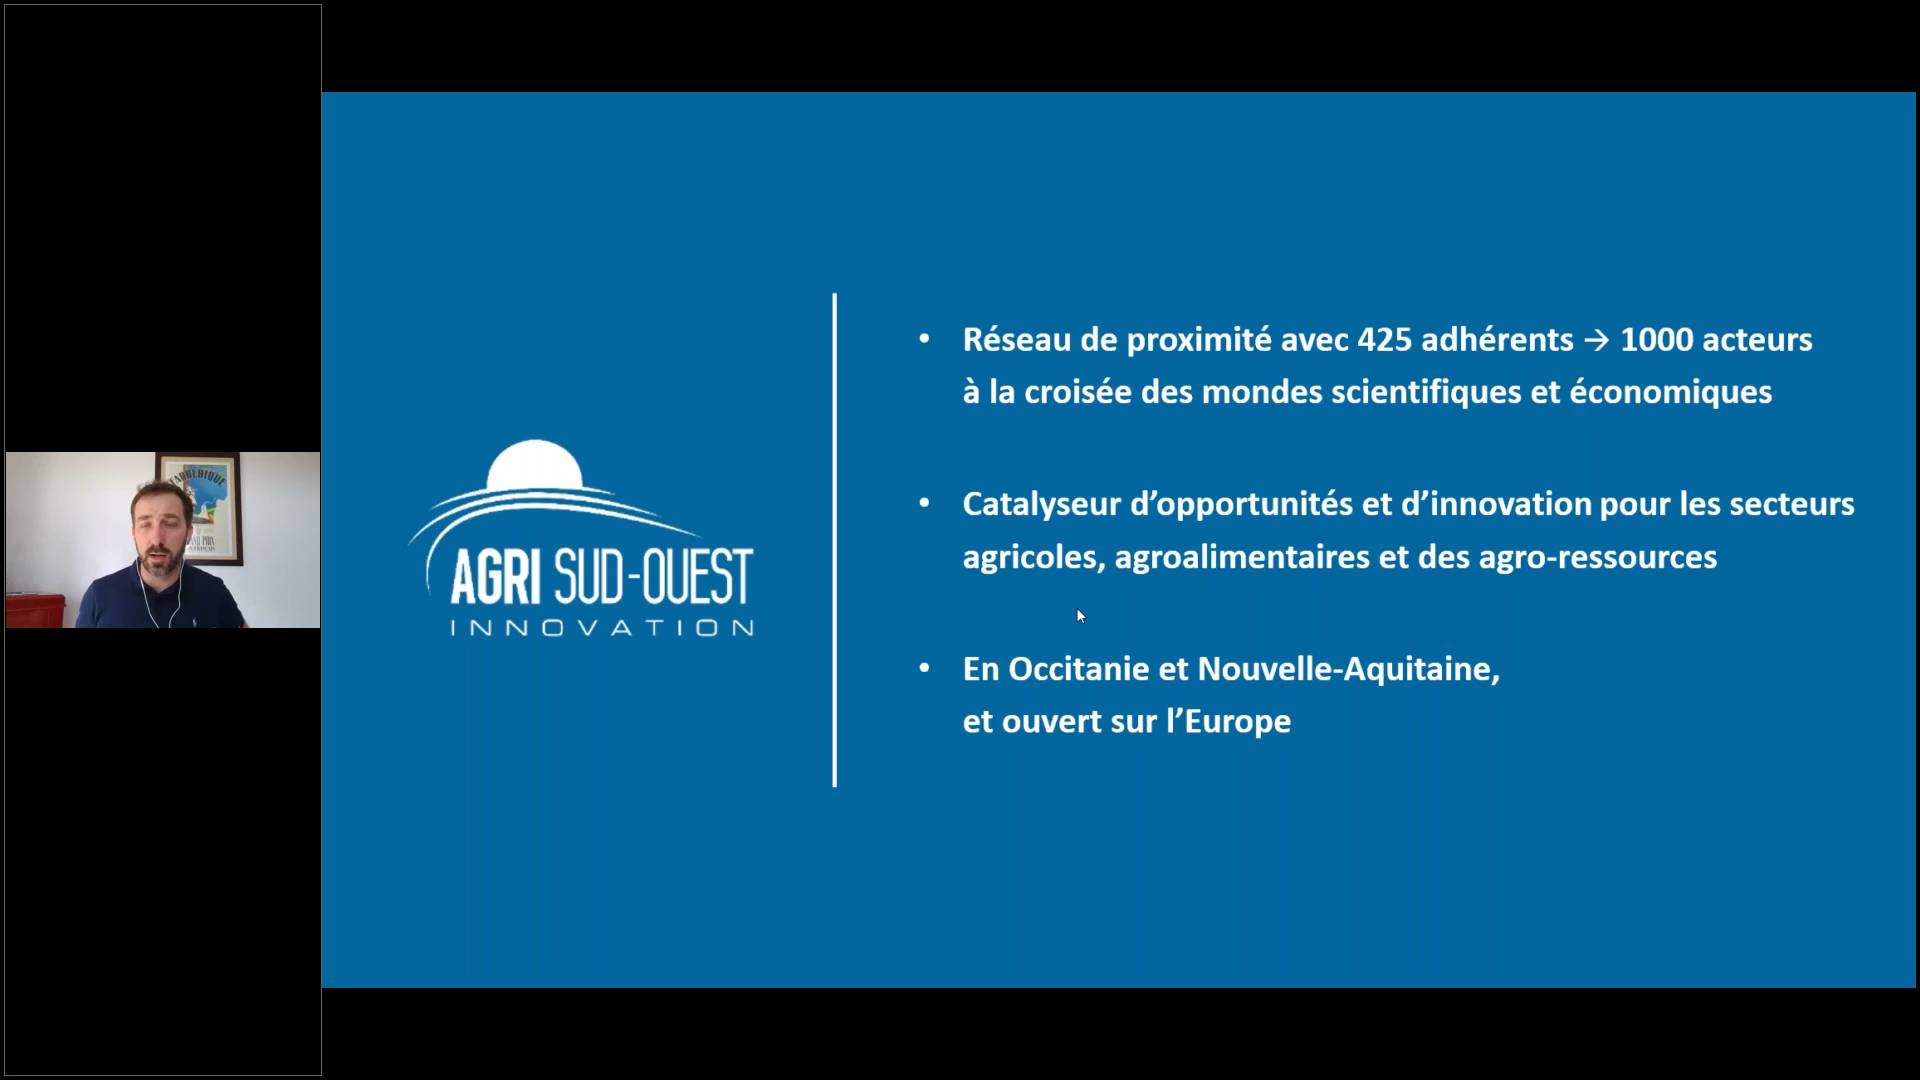 AGRI SUD-OUEST
INNOVATION
• Réseau de proximité avec 425 adhérents → 1000 acteurs
à la croisée des mondes scientifiques et économiques
• Catalyseur d’opportunités et d’innovation pour les secteurs
agricoles, agroalimentaires et des agro-ressources
• En Occitanie et Nouvelle-Aquitaine,
et ouvert sur l’Europe